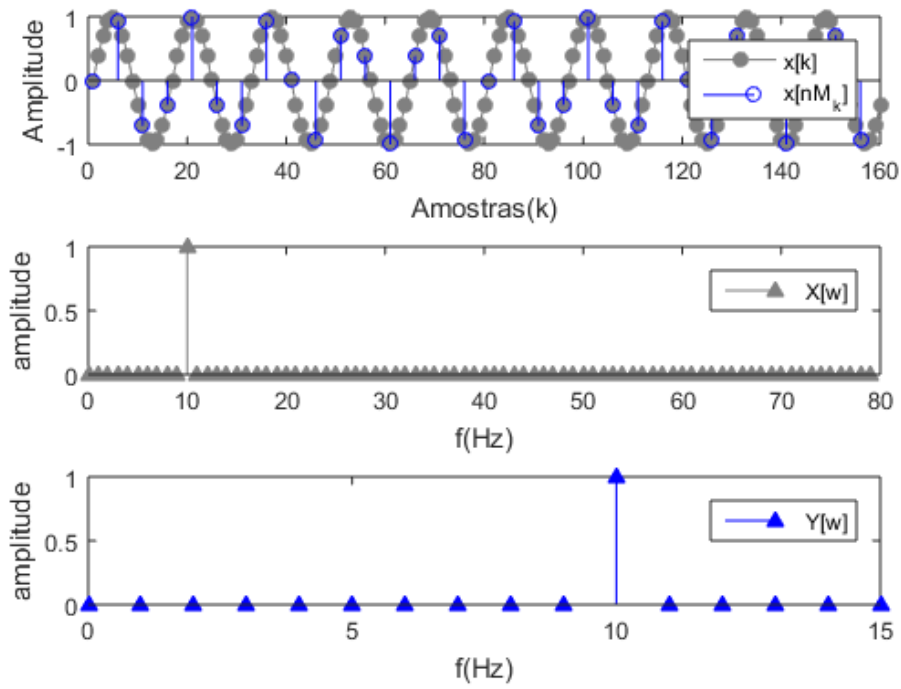 Amplitude
1
0
-1
x[k]
x[nM_k]
0 20 40 60 80 100 120 140 160
Amostras(k)
amplitude
1
0.5
0
X[w]
0 10 20 30 40 50 60 70 80
f(Hz)
amplitude
1
0.5
0
Y[w]
0 5 10 15
f(Hz)